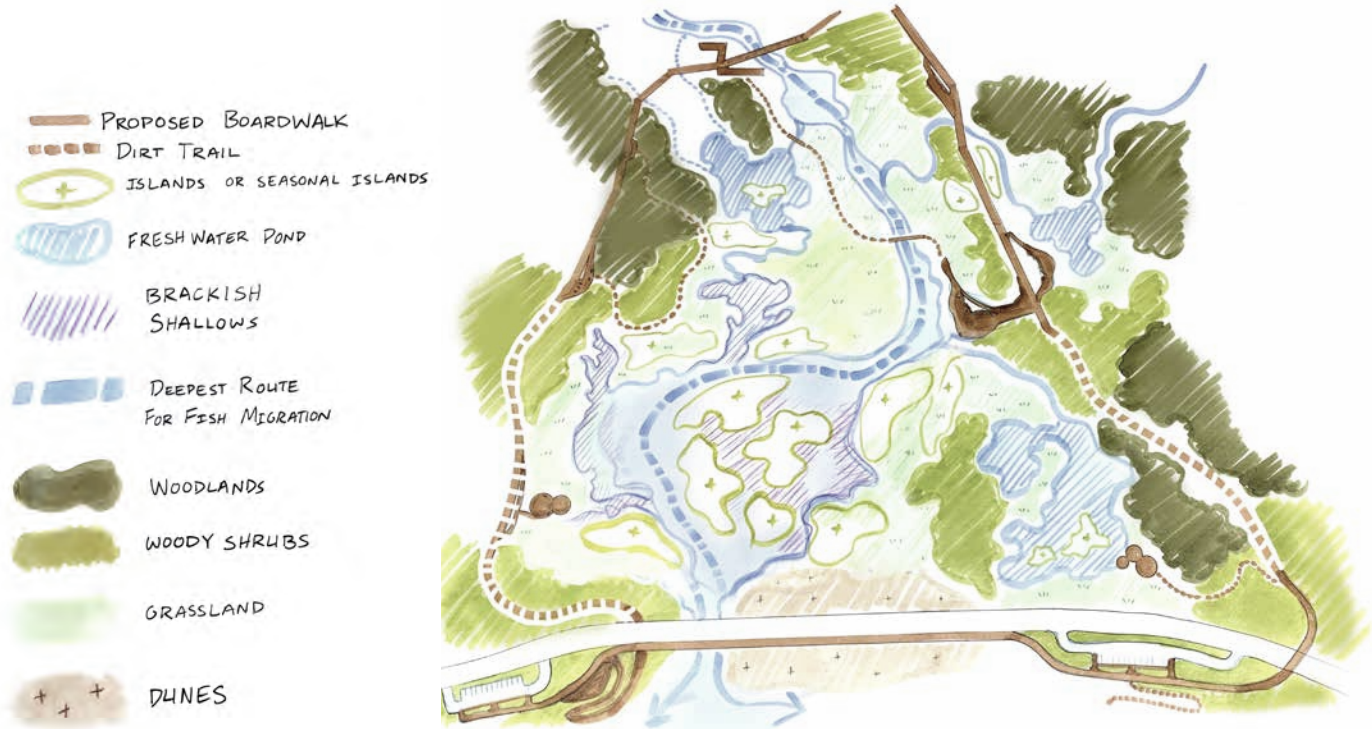 PROPOSED BOARDWALK
DIRT TRAIL
ISLANDS OR SEASONAL ISLANDS
FRESH WATER POND
BRACKISH
SHALLOWS
DEEPEST ROUTE
FOR FISH MIGRATION
WOODLANDS
WOODY SHRUBS
GRASSLAND
DUNES